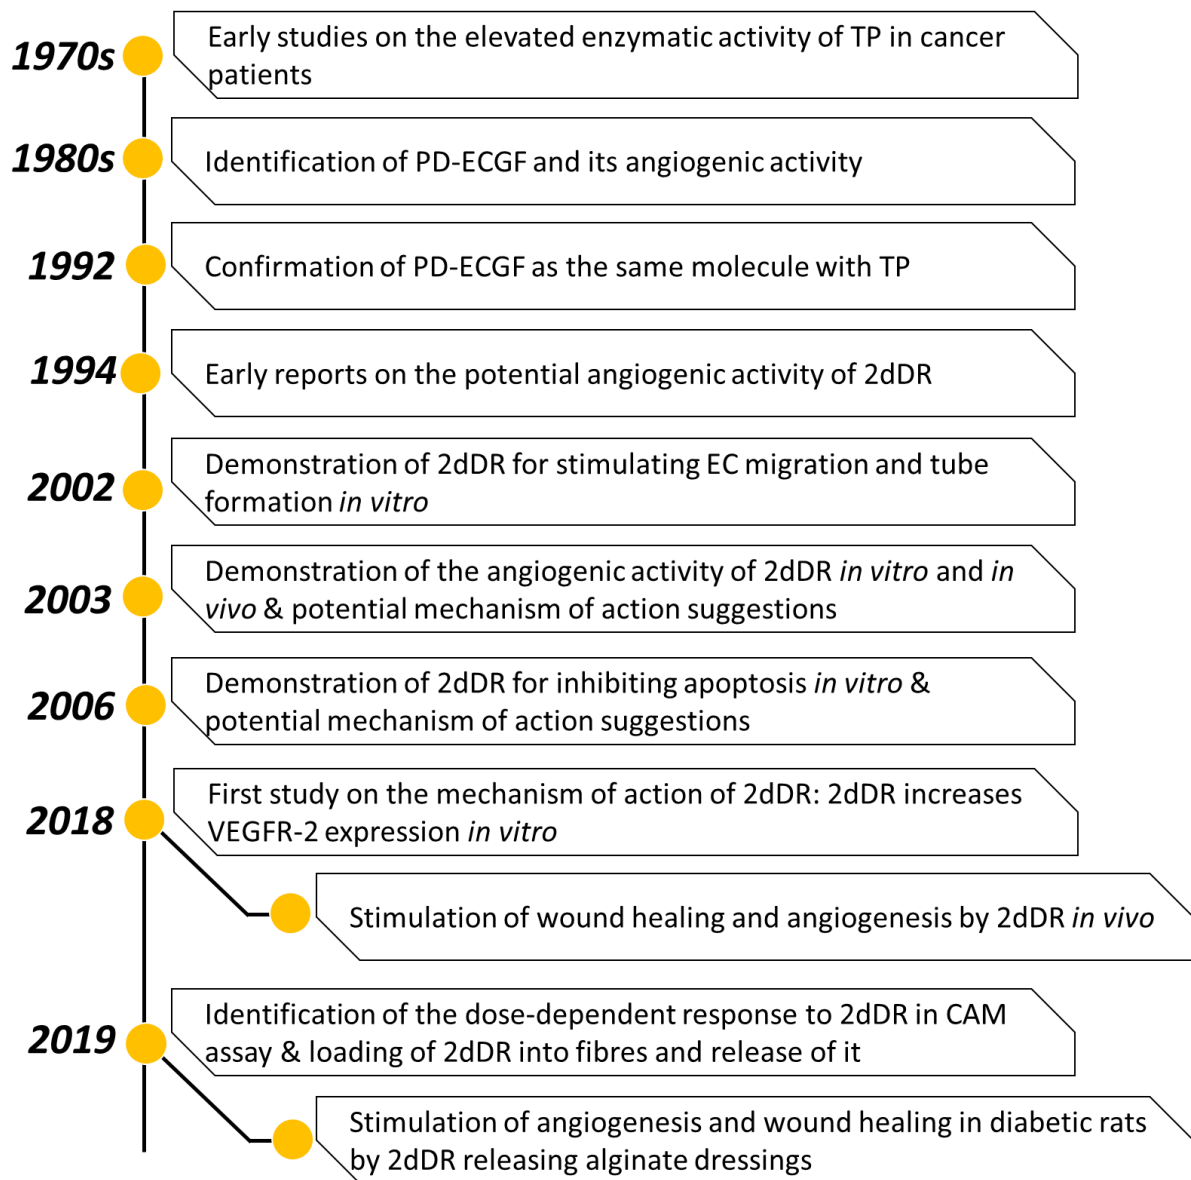 1970s
Early studies on the elevated enzymatic activity of TP in cancer
patients
1980s
Identification of PD-ECGF and its angiogenic activity
1992
Confirmation of PD-ECGF as the same molecule with TP
1994
Early reports on the potential angiogenic activity of 2dDR
2002
Demonstration of 2dDR for stimulating EC migration and tube
formation in vitro
2003
Demonstration of the angiogenic activity of 2dDR in vitro and in
vivo & potential mechanism of action suggestions
2006
Demonstration of 2dDR for inhibiting apoptosis in vitro &
potential mechanism of action suggestions
2018
First study on the mechanism of action of 2dDR: 2dDR increases
VEGFR-2 expression in vitro
Stimulation of wound healing and angiogenesis by 2dDR in vivo
2019
Identification of the dose-dependent response to 2dDR in CAM
assay & loading of 2dDR into fibres and release of it
Stimulation of angiogenesis and wound healing in diabetic rats
by 2dDR releasing alginate dressings